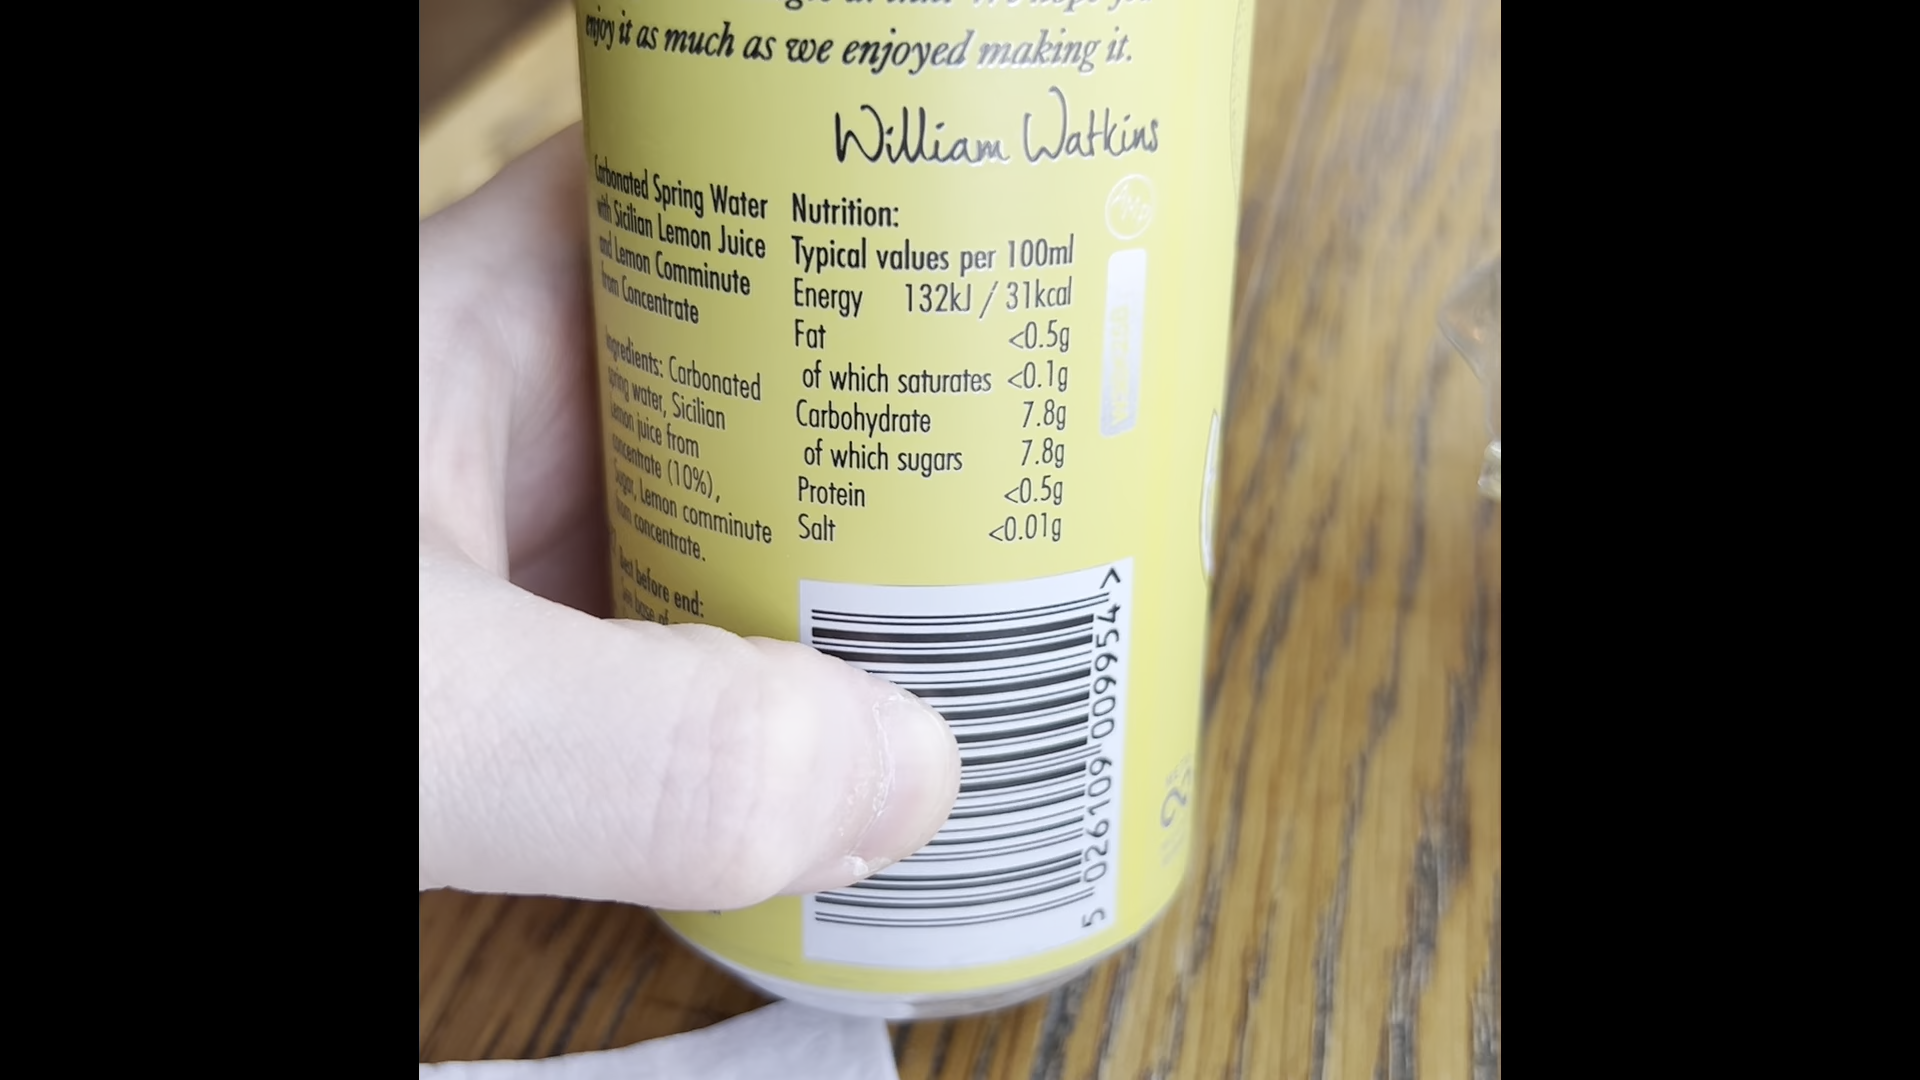 enjoy it as much as we enjoyed making it.
William Watkins
Carbonated Spring Water
with Sicilian Lemon Juice
and Lemon Comminute
from Concentrate
Ingredients: Carbonated
spring water, Sicilian
Lemon juice from
concentrate (10%),
Sugar, Lemon comminute
from concentrate.
Best before end:
Nutrition:
Typical values per 100ml
Energy 132kJ / 31kcal
Fat <0.5g
of which saturates <0.1g
Carbohydrate 7.8g
of which sugars 7.8g
Protein <0.5g
Salt <0.01g
5 026109 009954 >